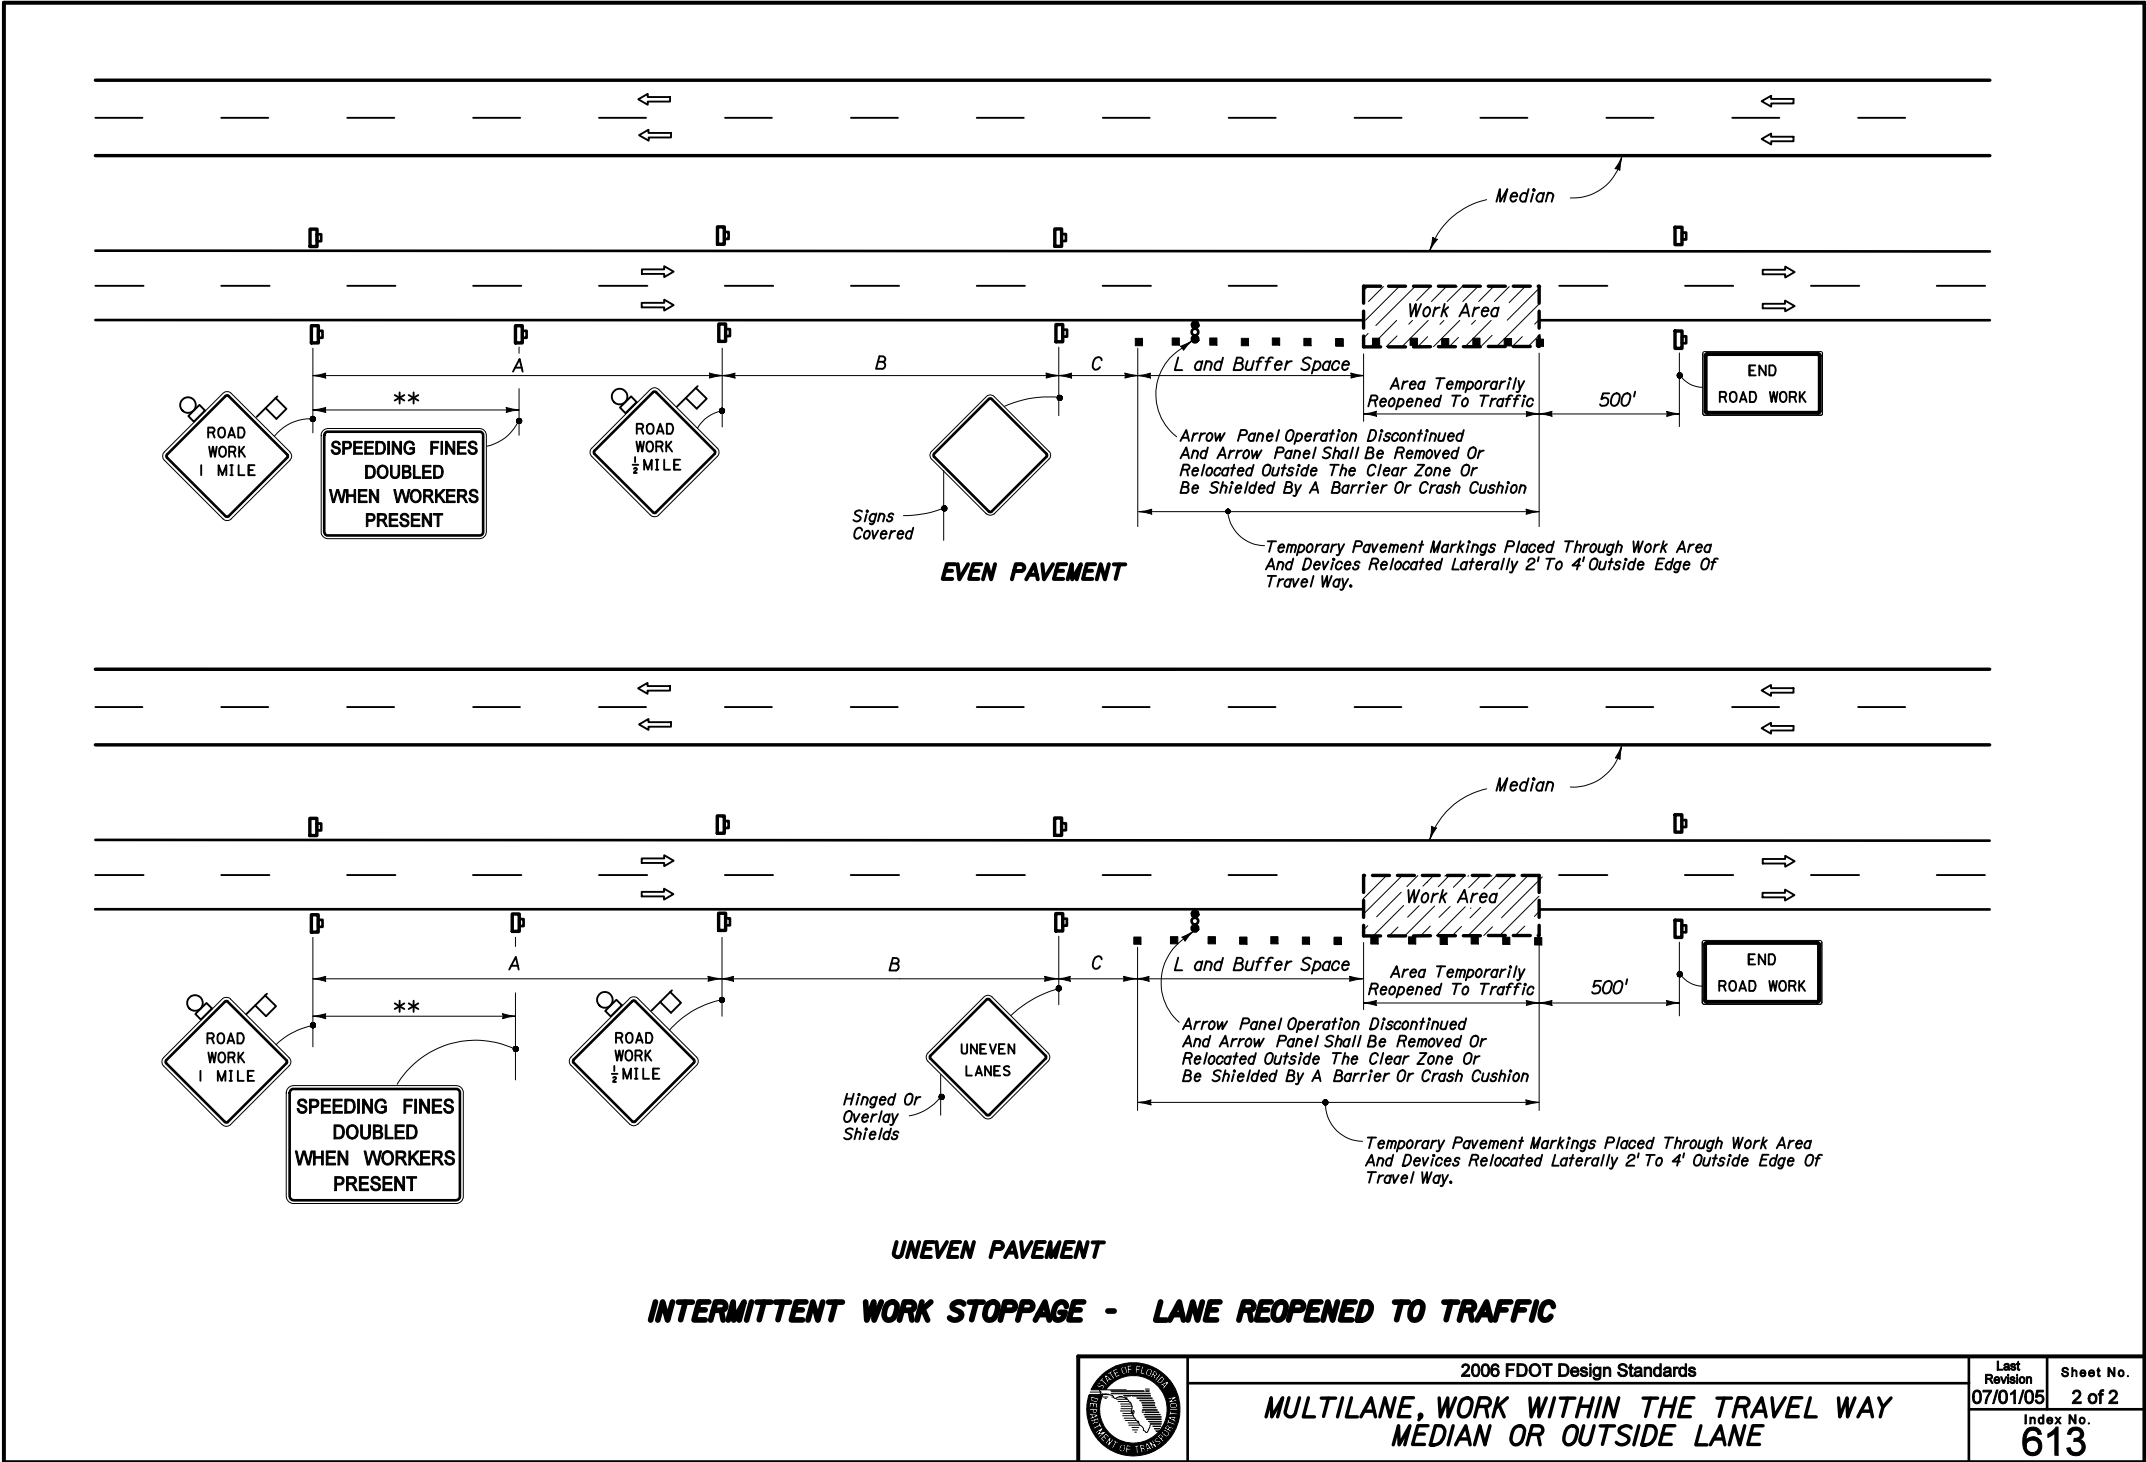 Median
A
B
C
L and Buffer Space
**
Area Temporarily
Reopened To Traffic
500'
END
ROAD WORK
ROAD
WORK
1 MILE
SPEEDING FINES
DOUBLED
WHEN WORKERS
PRESENT
ROAD
WORK
½ MILE
Work Area
Arrow Panel Operation Discontinued
And Arrow Panel Shall Be Removed Or
Relocated Outside The Clear Zone Or
Be Shielded By A Barrier Or Crash Cushion
Signs
Covered
Temporary Pavement Markings Placed Through Work Area
And Devices Relocated Laterally 2' To 4' Outside Edge Of
Travel Way.
EVEN PAVEMENT
Median
Work Area
A
B
C
L and Buffer Space
**
Area Temporarily
Reopened To Traffic
500'
END
ROAD WORK
ROAD
WORK
1 MILE
SPEEDING FINES
DOUBLED
WHEN WORKERS
PRESENT
ROAD
WORK
½ MILE
UNEVEN
LANES
Hinged Or
Overlay
Shields
Arrow Panel Operation Discontinued
And Arrow Panel Shall Be Removed Or
Relocated Outside The Clear Zone Or
Be Shielded By A Barrier Or Crash Cushion
Temporary Pavement Markings Placed Through Work Area
And Devices Relocated Laterally 2' To 4' Outside Edge Of
Travel Way.
UNEVEN PAVEMENT
INTERMITTENT WORK STOPPAGE - LANE REOPENED TO TRAFFIC
STATE OF FLORIDA
DEPARTMENT OF TRANSPORTATION
2006 FDOT Design Standards
MULTILANE, WORK WITHIN THE TRAVEL WAY
MEDIAN OR OUTSIDE LANE
Last
Revision
07/01/05
Sheet No.
2 of 2
Index No.
613